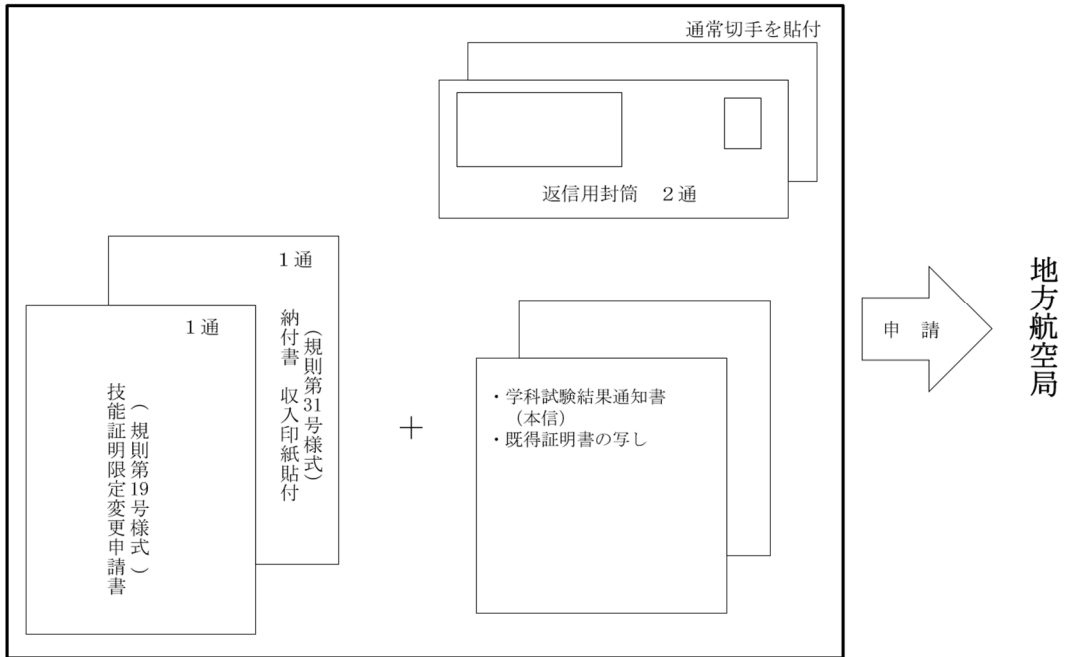 通常切手を貼付
返信用封筒　２通
１通
（規則第31号様式）
納付書　収入印紙貼付
１通
（規則第19号様式）
技能証明限定変更申請書
＋
・学科試験結果通知書
（本信）
・既得証明書の写し
申　請
地方航空局